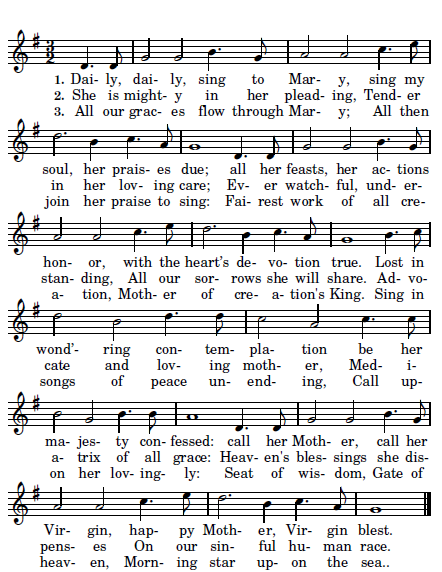 3
2
1. Dai- ly, dai- ly, sing to Mar- y, sing my
2. She is might- y in her plead- ing, Tend- er
3. All our grac- es flow through Mar- y; All then
soul, her prais- es due; all her feasts, her ac- tions
in her lov- ing care; Ev- er watch- ful, un- der-
join her praise to sing: Fai- rest work of all cre-
hon- or, with the heart's de- vo- tion true. Lost in
stan- ding, All our sor- rows she will share. Ad- vo-
a- tion, Moth- er of cre- a- tion's King. Sing in
wond'- ring con- tem- pla- tion be her
cate and lov- ing moth- er, Med- i-
songs of peace un- end- ing, Call up-
ma- jes- ty con- fessed: call her Moth- er, call her
a- trix of all grace: Heav- en's bles- sings she dis-
on her lov- ing- ly: Seat of wis- dom, Gate of
Vir- gin, hap- py Moth- er, Vir- gin blest.
pens- es On our sin- ful hu- man race.
heav- en, Morn- ing star up- on the sea..